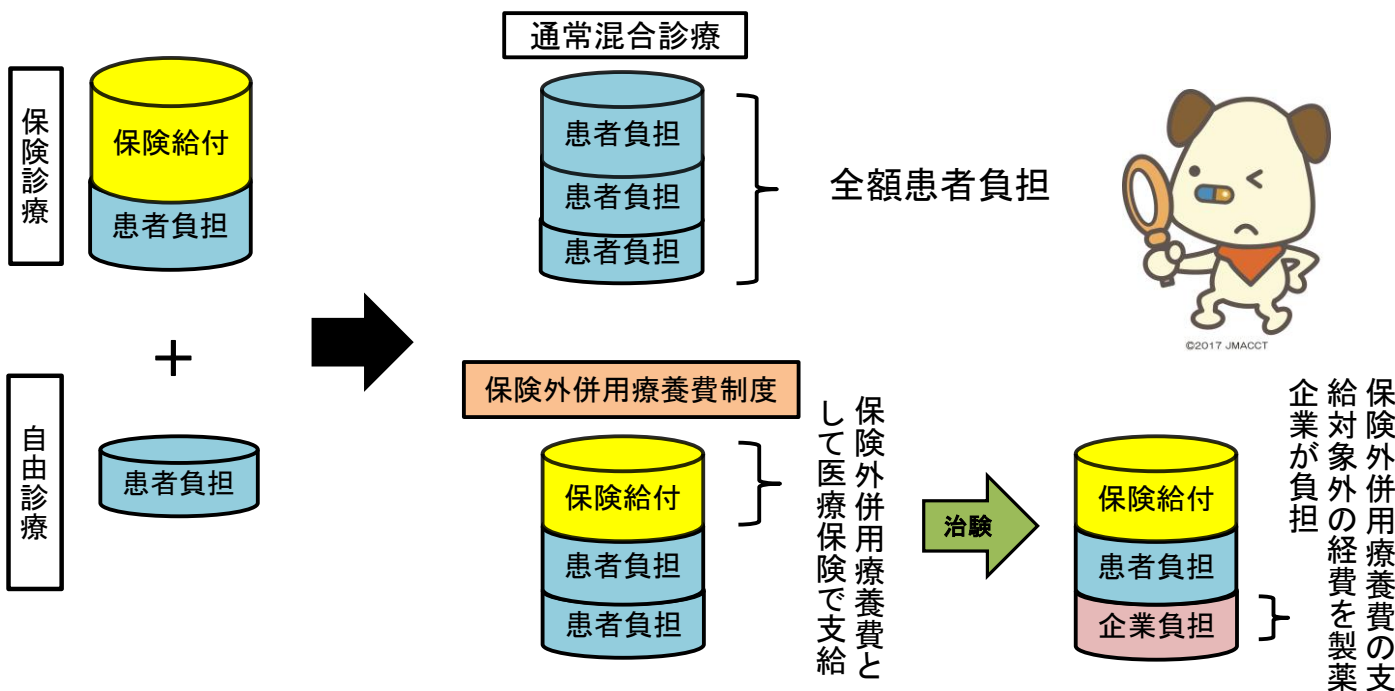 保険診療
保険給付
患者負担
+
自由診療
患者負担
通常混合診療
患者負担
患者負担
患者負担
全額患者負担
©2017 JMACCT
保険外併用療養費制度
保険給付
患者負担
患者負担
保険外併用療養費と
して医療保険で支給
治験
保険給付
患者負担
企業負担
保険外併用療養費の支
給対象外の経費を製薬
企業が負担